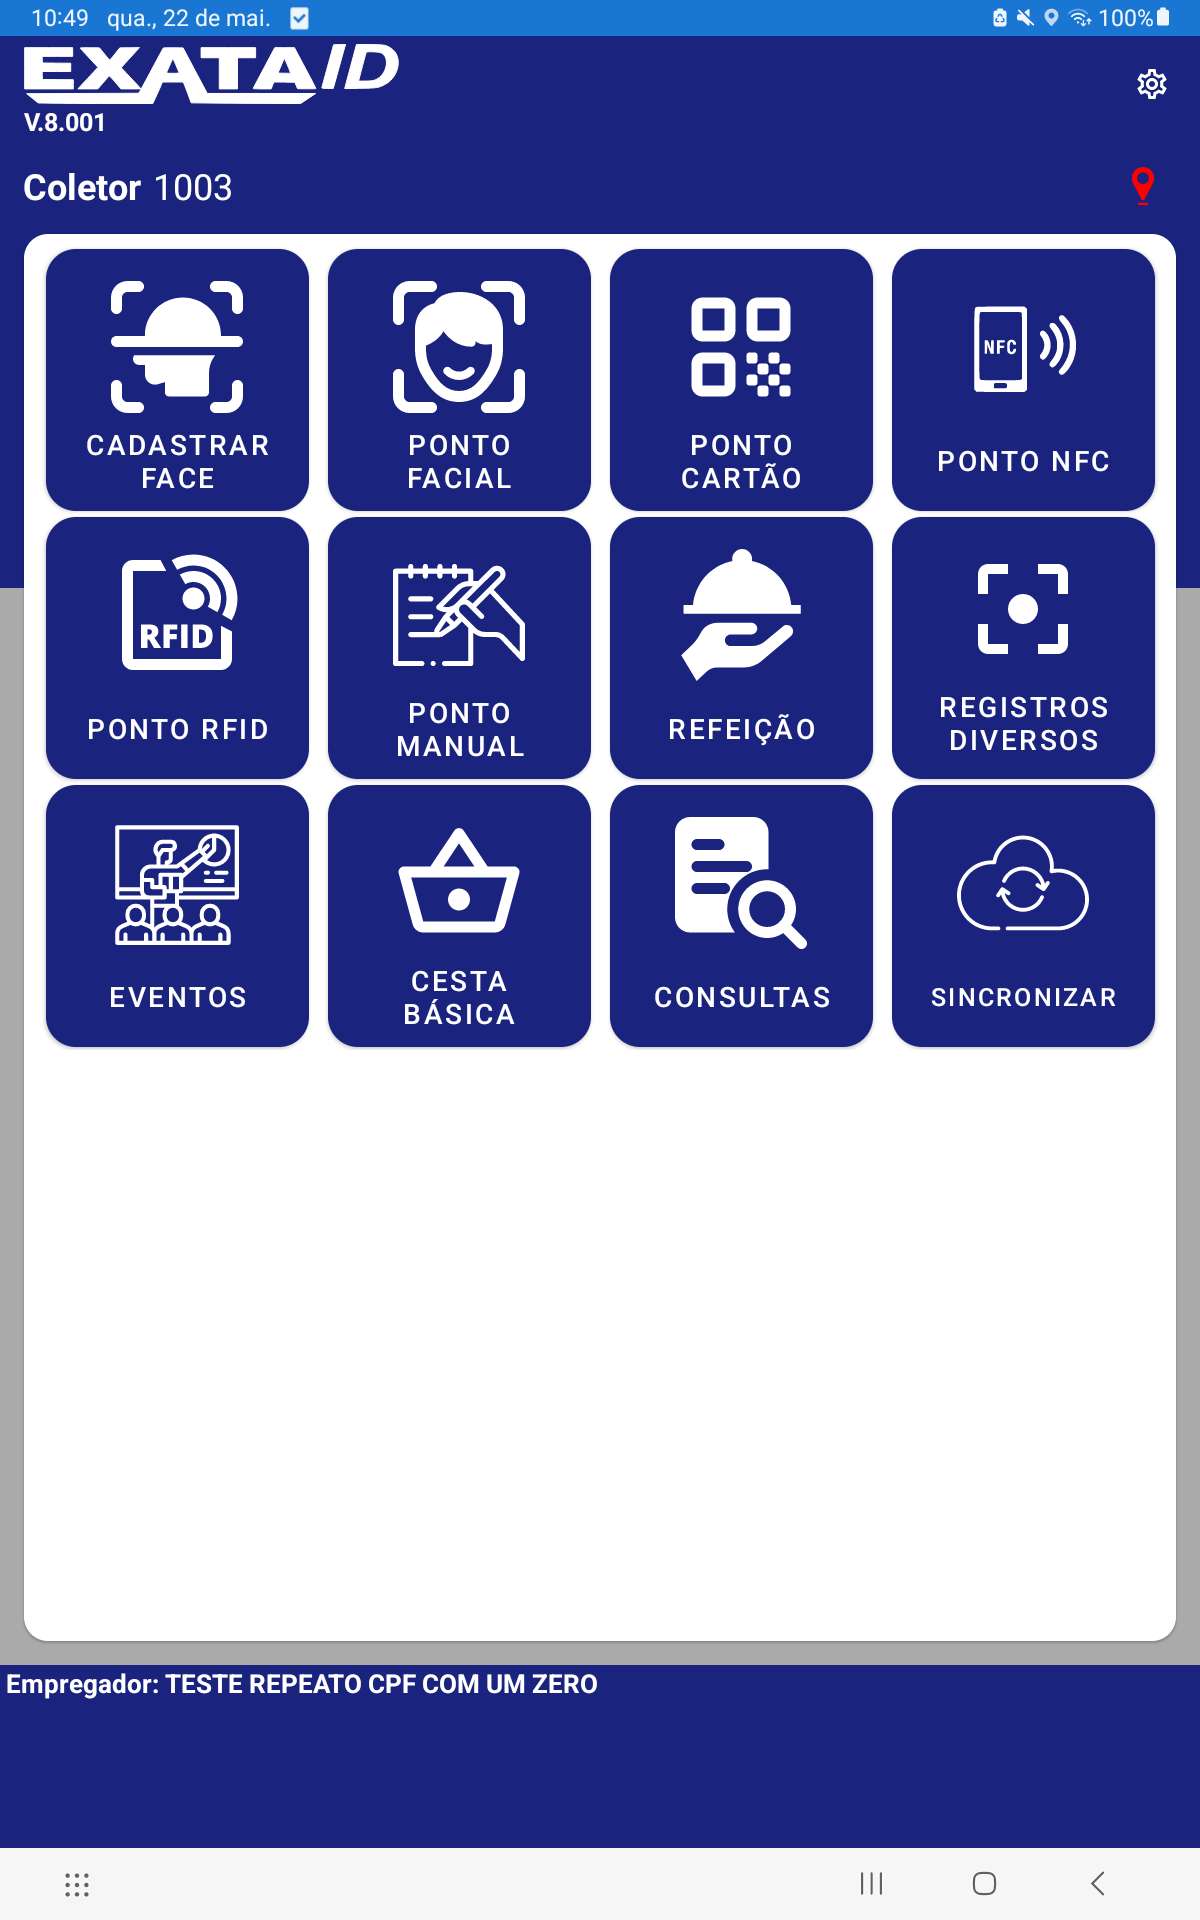 10:49 qua., 22 de mai. 100%
EXATAID
V.8.001
Coletor 1003
CADASTRAR
FACE
PONTO
FACIAL
PONTO
CARTÃO
NFC
PONTO NFC
RFID
PONTO RFID
PONTO
MANUAL
REFEIÇÃO
REGISTROS
DIVERSOS
EVENTOS
CESTA
BÁSICA
CONSULTAS
SINCRONIZAR
Empregador: TESTE REPEATO CPF COM UM ZERO